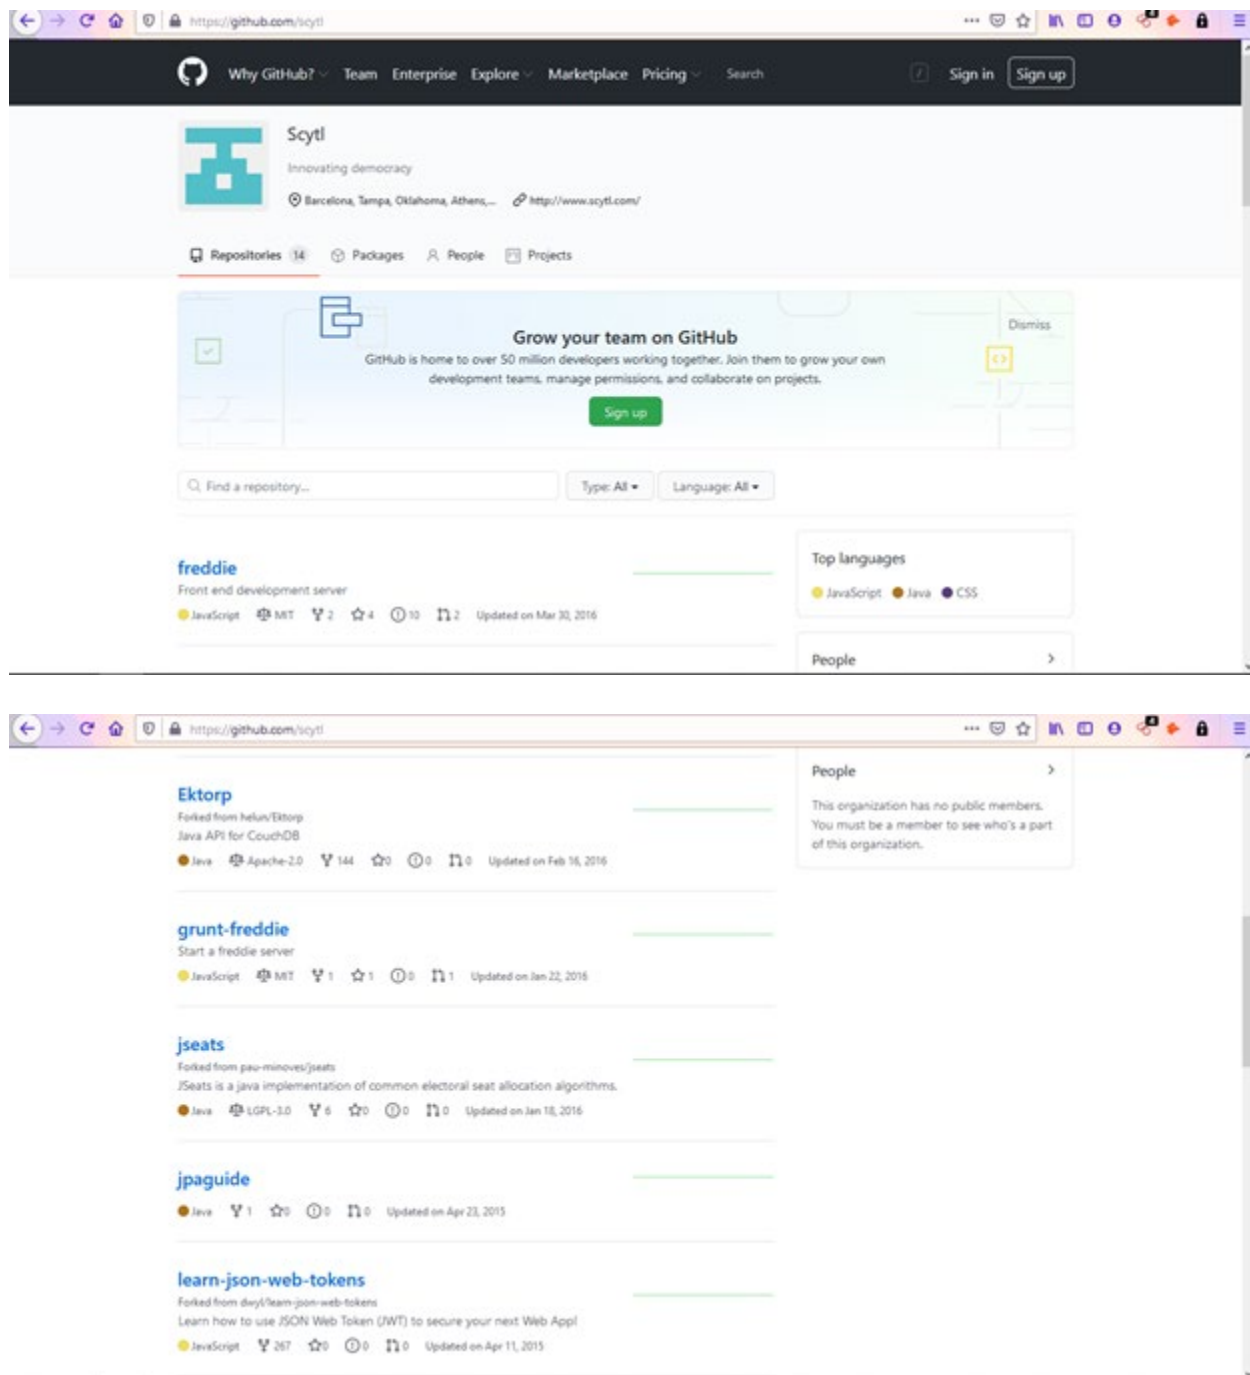 https://github.com/scytl
Why GitHub? Team Enterprise Explore Marketplace Pricing Search / Sign in Sign up
Scytl
Innovating democracy
Barcelona, Tampa, Oklahoma, Athens,... http://www.scytl.com/
Repositories 14 Packages People Projects
Grow your team on GitHub
Dismiss
GitHub is home to over 50 million developers working together. Join them to grow your own
development teams, manage permissions, and collaborate on projects.
Sign up
Find a repository... Type: All Language: All
freddie
Front end development server
JavaScript MIT 2 4 10 2 Updated on Mar 30, 2016
Top languages
JavaScript Java CSS
People
https://github.com/scytl
Ektorp
Forked from helun/Ektorp
Java API for CouchDB
Java Apache-2.0 144 0 0 0 Updated on Feb 16, 2016
People
This organization has no public members.
You must be a member to see who's a part
of this organization.
grunt-freddie
Start a freddie server
JavaScript MIT 1 1 0 1 Updated on Jan 22, 2016
jseats
Forked from pau-minoves/jseats
JSeats is a java implementation of common electoral seat allocation algorithms.
Java LGPL-3.0 6 0 0 0 Updated on Jan 18, 2016
jpaguide
Java 1 0 0 0 Updated on Apr 23, 2015
learn-json-web-tokens
Forked from dwyl/learn-json-web-tokens
Learn how to use JSON Web Token (JWT) to secure your next Web App!
JavaScript 267 0 0 0 Updated on Apr 11, 2015